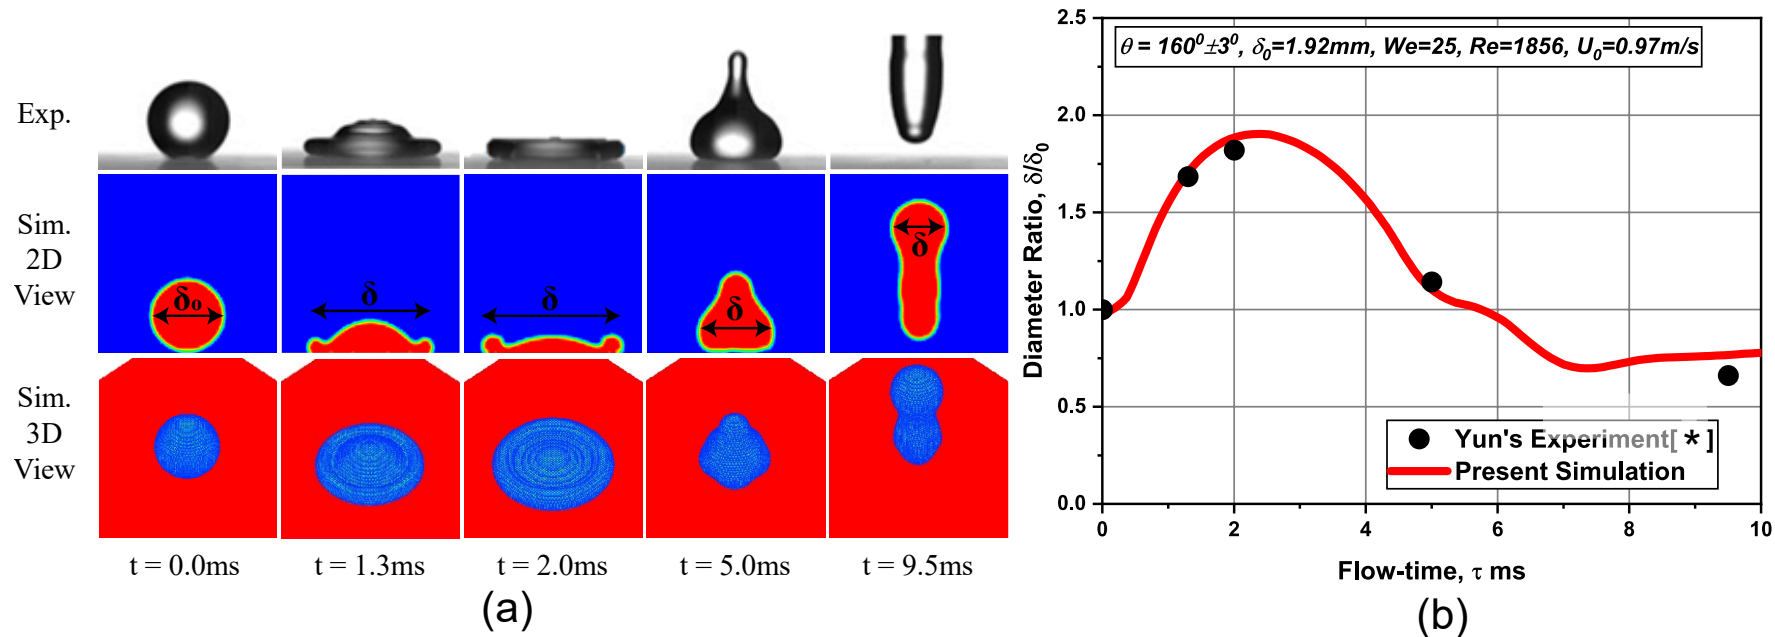 Exp.
Sim.
2D
View
Sim.
3D
View
δ₀
δ
δ
δ
δ
t = 0.0ms
t = 1.3ms
t = 2.0ms
t = 5.0ms
t = 9.5ms
(a)
θ = 160⁰±3⁰, δ₀=1.92mm, We=25, Re=1856, U₀=0.97m/s
Diameter Ratio, δ/δ₀
2.5
2.0
1.5
1.0
0.5
0.0
Yun's Experiment[ * ]
Present Simulation
0
2
4
6
8
10
Flow-time, τ ms
(b)